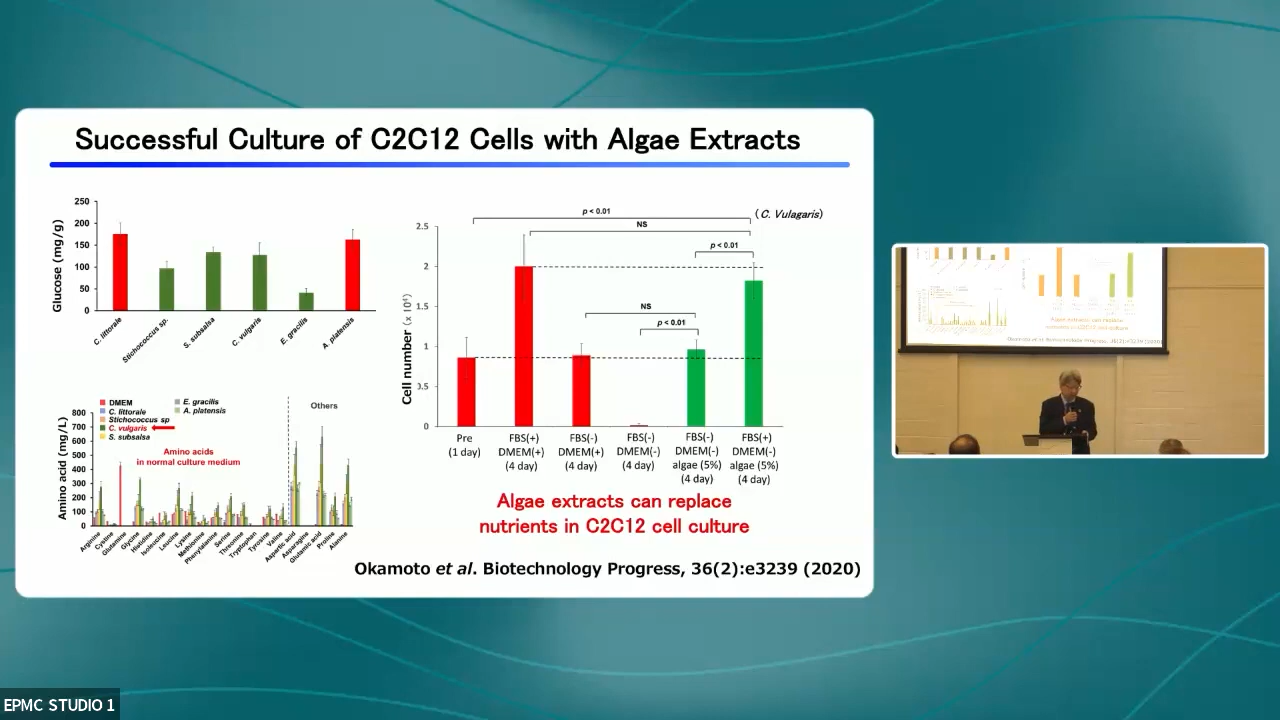 Successful Culture of C2C12 Cells with Algae Extracts
Glucose (mg/g)
250
200
150
100
50
0
C. littorale
Stichococcus sp.
S. subsalsa
C. vulgaris
E. gracilis
A. platensis
Amino acid (mg/L)
800
700
600
500
400
300
200
100
0
DMEM
C. littorale
Stichococcus sp
C. vulgaris
S. subsalsa
E. gracilis
A. platensis
Others
Amino acids
in normal culture medium
Arginine
Cystine
Glutamine
Glycine
Histidine
Isoleucine
Leucine
Lysine
Methionine
Phenylalanine
Serine
Threonine
Tryptophan
Tyrosine
Valine
Aspartic acid
Asparagine
Glutamic acid
Proline
Alanine
(C. Vulagaris)
p < 0.01
NS
p < 0.01
NS
p < 0.01
Cell number (x 10⁶)
2.5
2
1.5
1
0.5
0
Pre
(1 day)
FBS(+)
DMEM(+)
(4 day)
FBS(-)
DMEM(+)
(4 day)
FBS(-)
DMEM(-)
(4 day)
FBS(-)
DMEM(-)
algae (5%)
(4 day)
FBS(+)
DMEM(-)
algae (5%)
(4 day)
Algae extracts can replace
nutrients in C2C12 cell culture
Okamoto et al. Biotechnology Progress, 36(2):e3239 (2020)
EPMC STUDIO 1